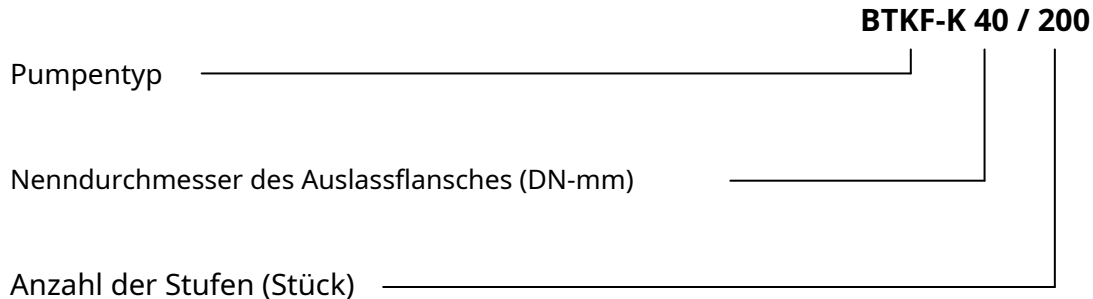 BTKF-K 40 / 200
Pumpentyp
Nenndurchmesser des Auslassflansches (DN-mm)
Anzahl der Stufen (Stück)